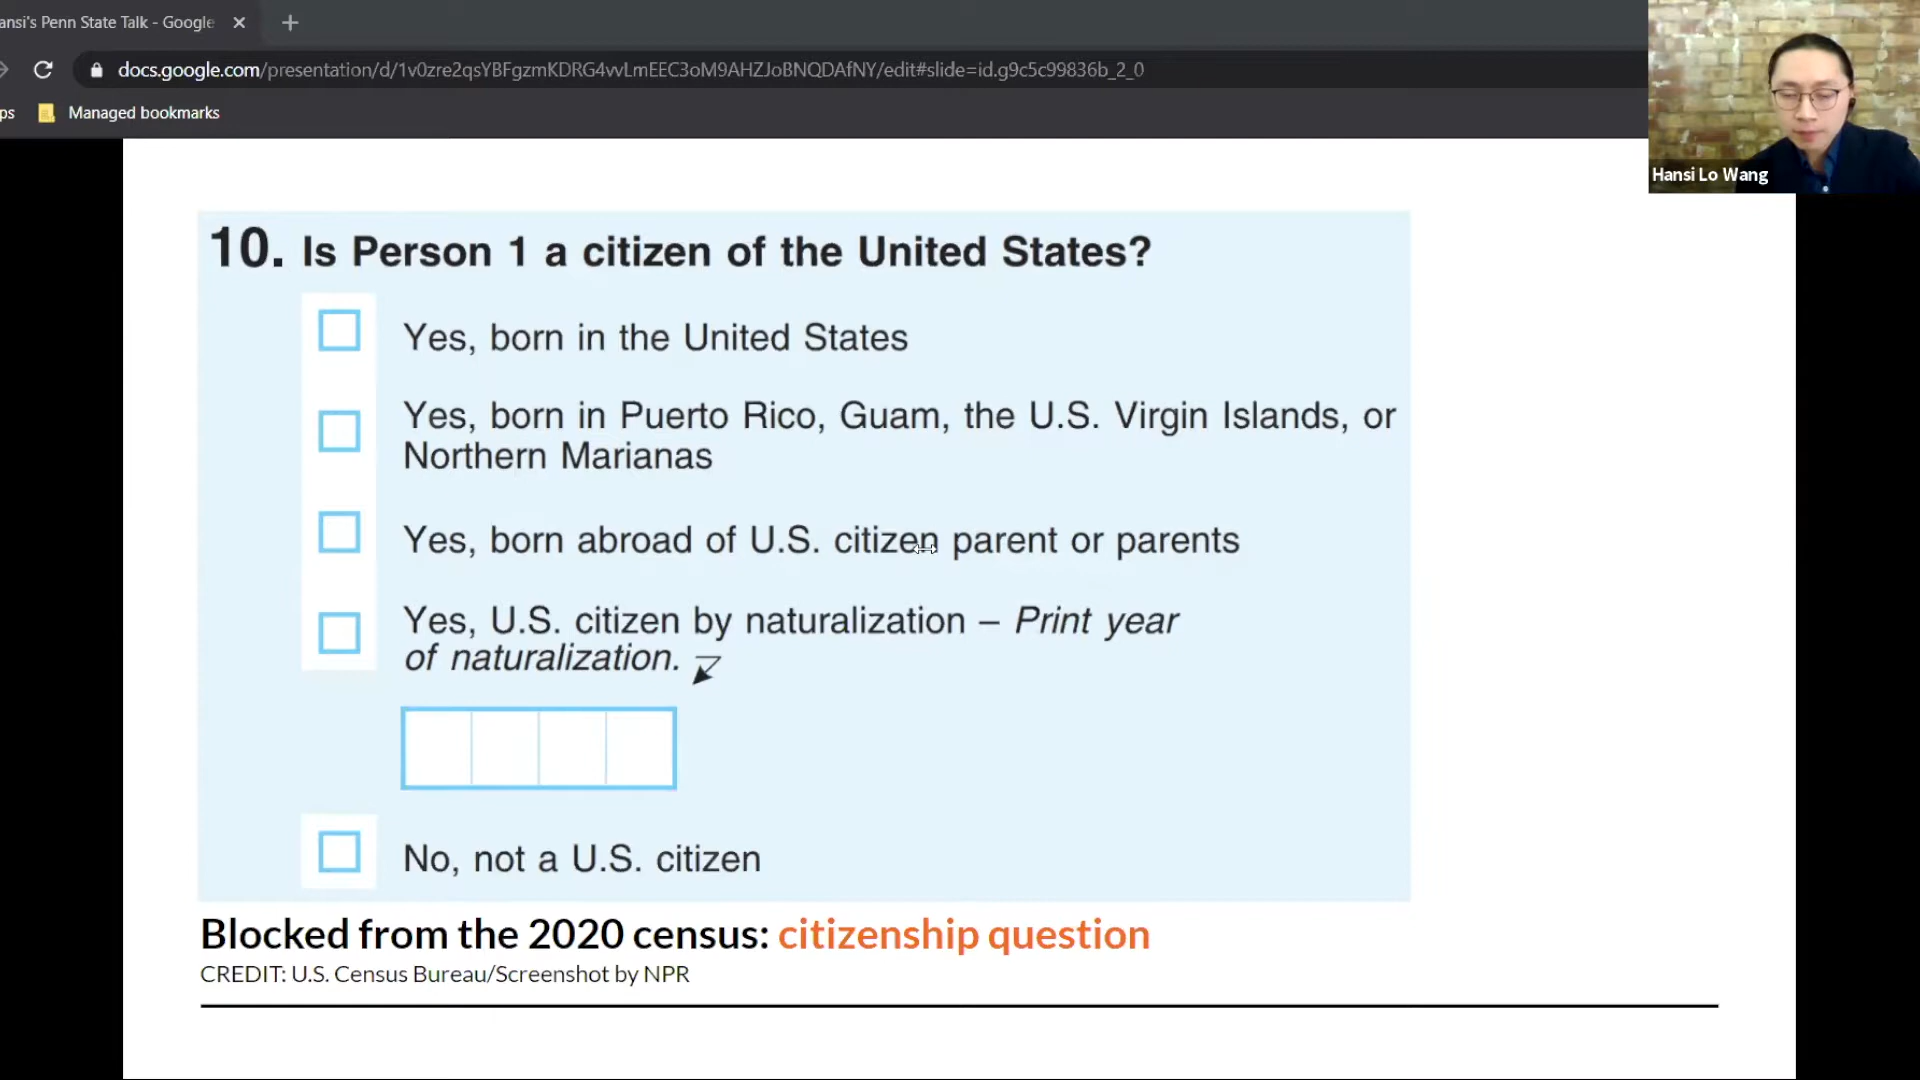 ansi's Penn State Talk - Google
docs.google.com/presentation/d/1v0zre2qsYBFgzmKDRG4vvLmEEC3oM9AHZJoBNQDAfNY/edit#slide=id.g9c5c99836b_2_0
ps Managed bookmarks
Hansi Lo Wang
10. Is Person 1 a citizen of the United States?
Yes, born in the United States
Yes, born in Puerto Rico, Guam, the U.S. Virgin Islands, or
Northern Marianas
Yes, born abroad of U.S. citizen parent or parents
Yes, U.S. citizen by naturalization – Print year
of naturalization.
No, not a U.S. citizen
Blocked from the 2020 census: citizenship question
CREDIT: U.S. Census Bureau/Screenshot by NPR